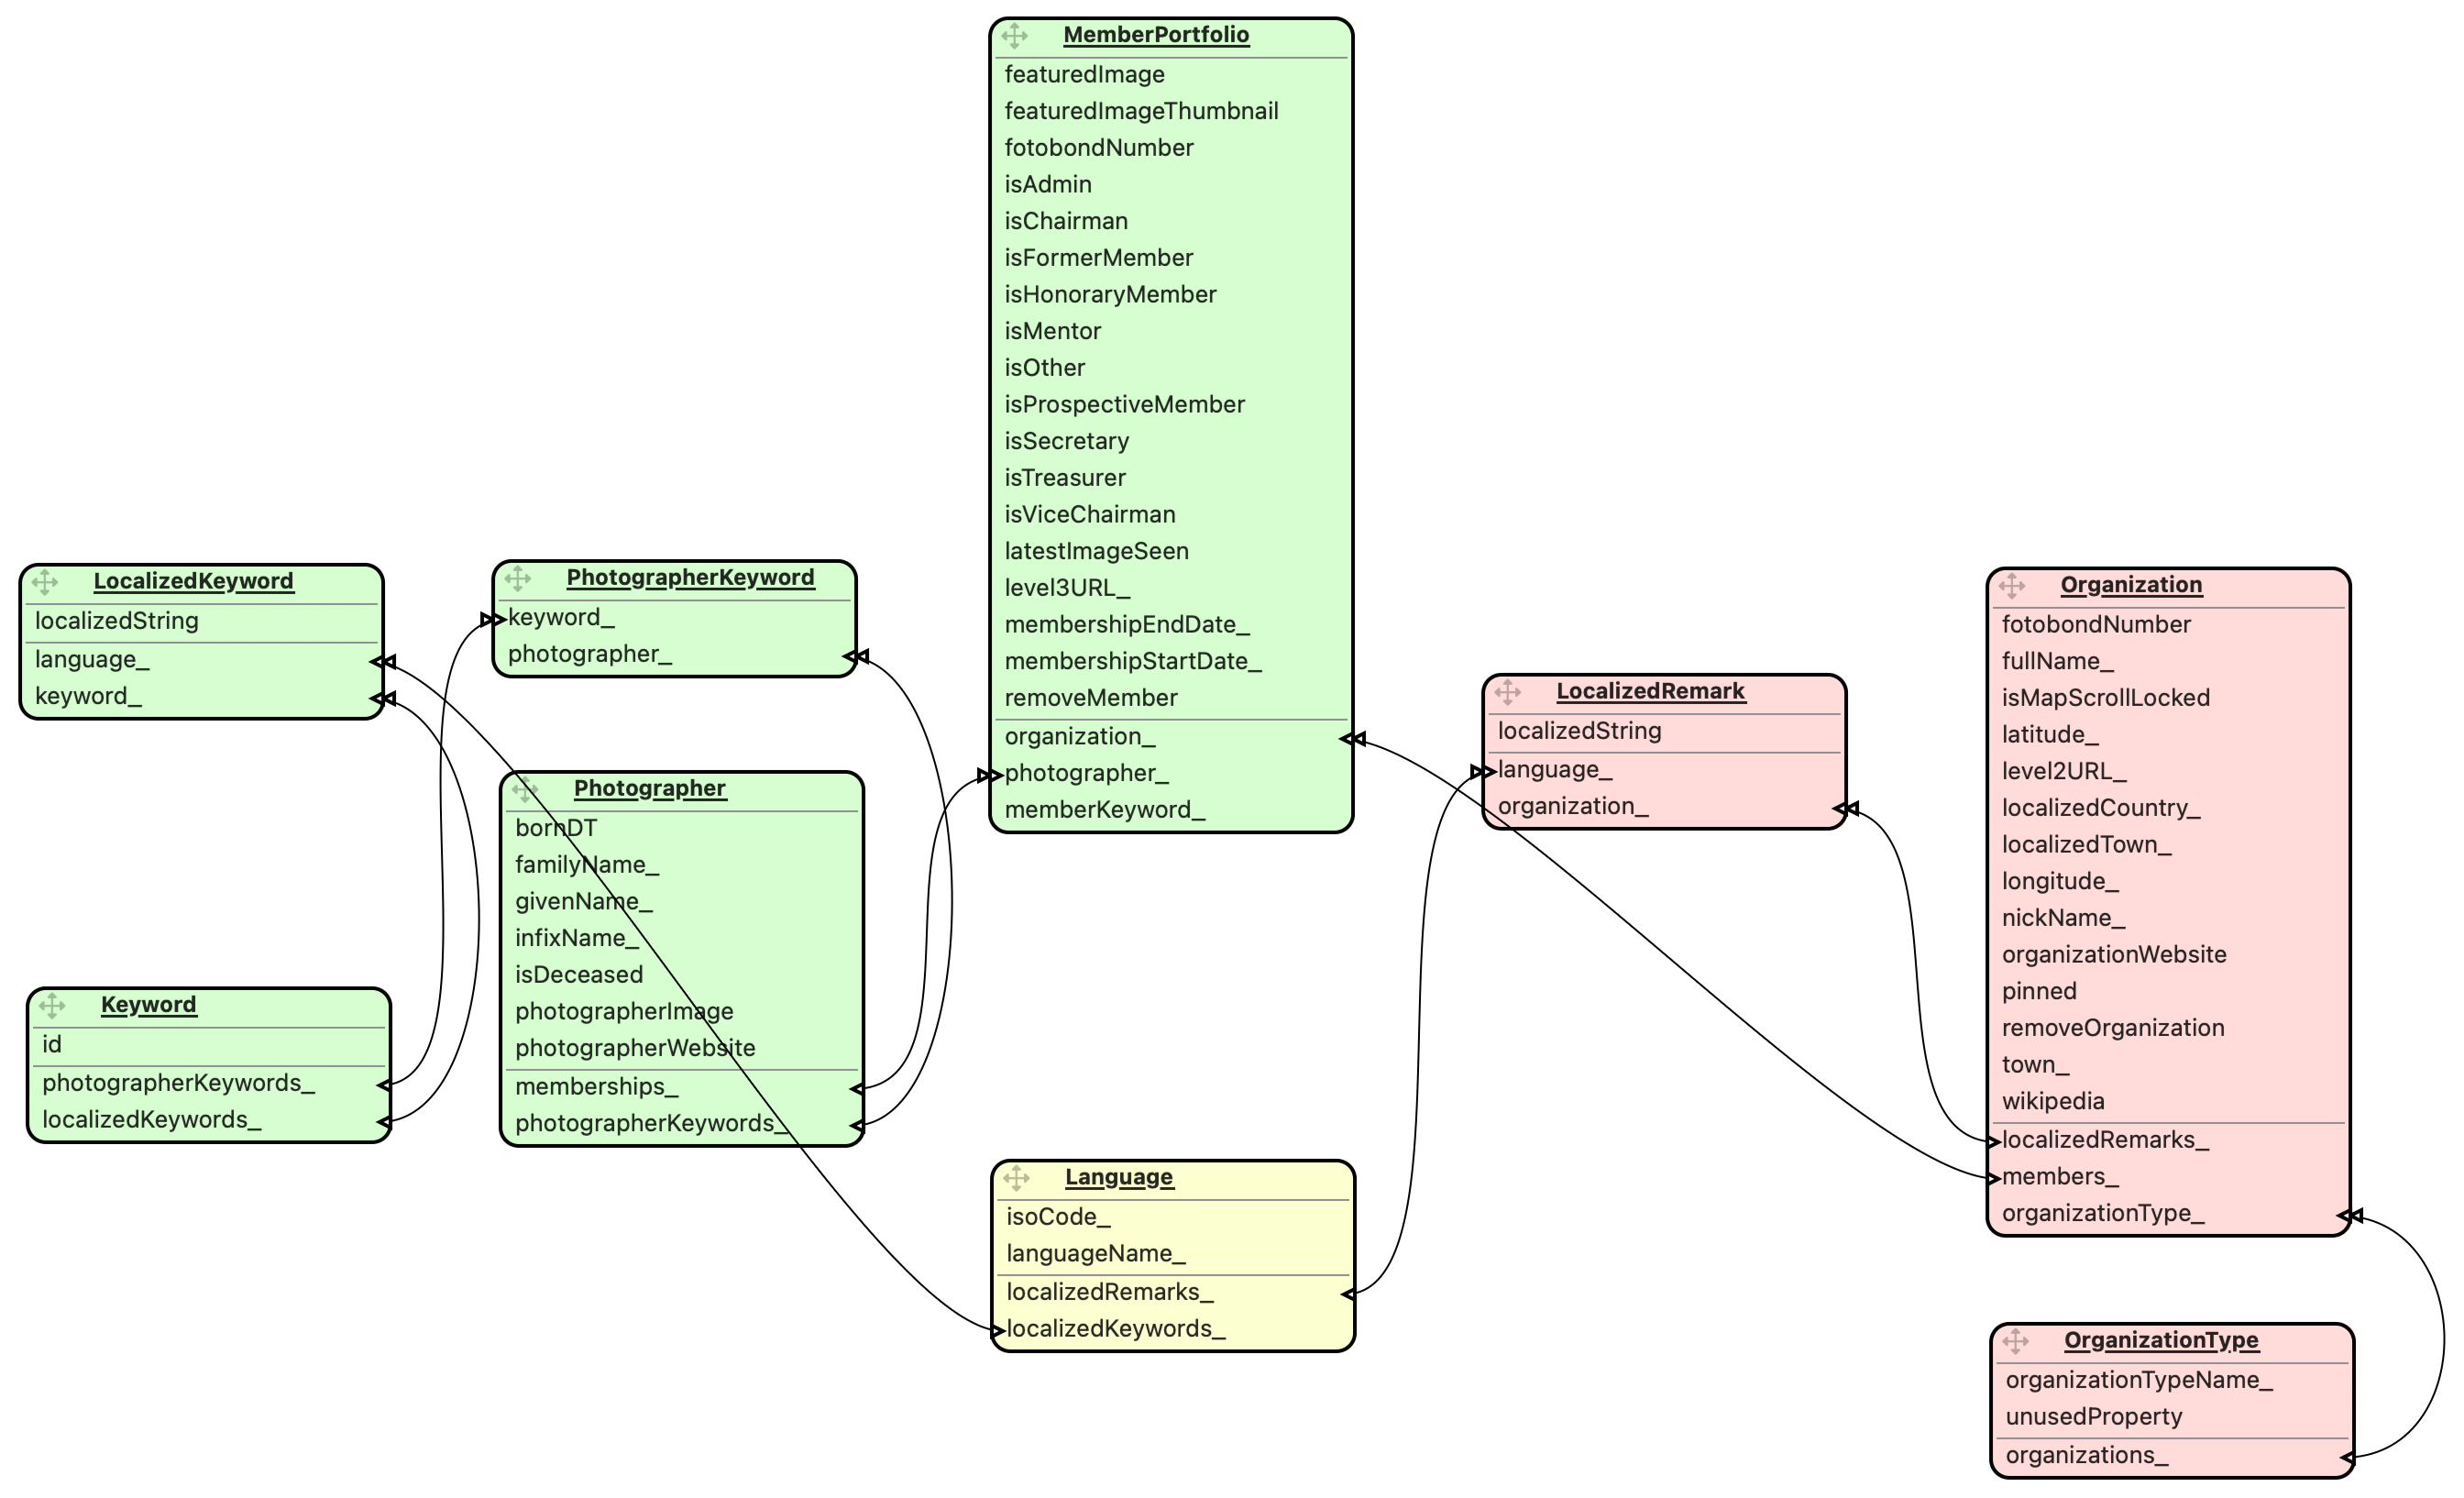 MemberPortfolio
featuredImage
featuredImageThumbnail
fotobondNumber
isAdmin
isChairman
isFormerMember
isHonoraryMember
isMentor
isOther
isProspectiveMember
isSecretary
isTreasurer
isViceChairman
latestImageSeen
level3URL_
membershipEndDate_
membershipStartDate_
removeMember
organization_
photographer_
memberKeyword_
LocalizedKeyword
localizedString
language_
keyword_
PhotographerKeyword
keyword_
photographer_
Photographer
bornDT
familyName_
givenName_
infixName_
isDeceased
photographerImage
photographerWebsite
memberships_
photographerKeywords_
Keyword
id
photographerKeywords_
localizedKeywords_
Language
isoCode_
languageName_
localizedRemarks_
localizedKeywords_
LocalizedRemark
localizedString
language_
organization_
Organization
fotobondNumber
fullName_
isMapScrollLocked
latitude_
level2URL_
localizedCountry_
localizedTown_
longitude_
nickName_
organizationWebsite
pinned
removeOrganization
town_
wikipedia
localizedRemarks_
members_
organizationType_
OrganizationType
organizationTypeName_
unusedProperty
organizations_